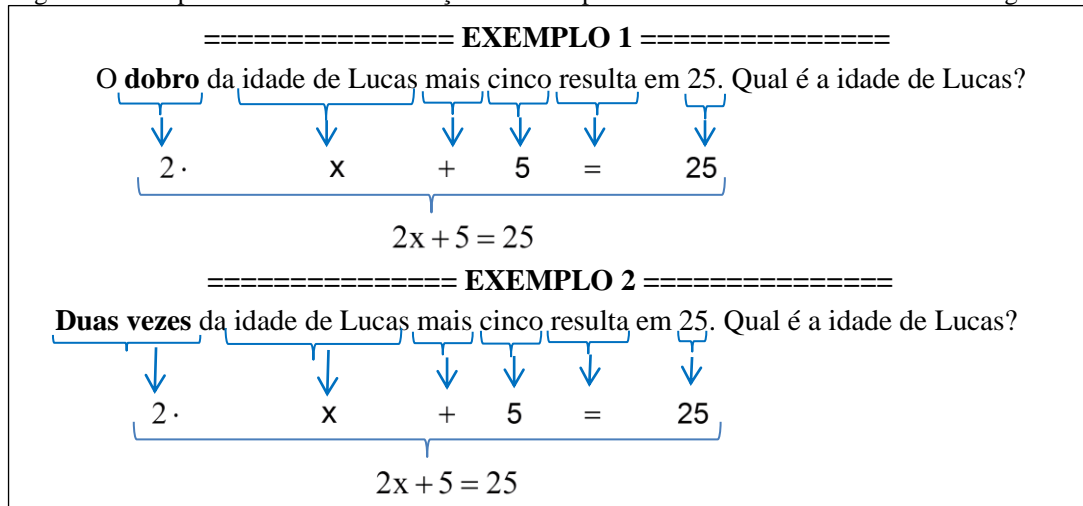 =============== EXEMPLO 1 ===============
O dobro da idade de Lucas mais cinco resulta em 25. Qual é a idade de Lucas?
2 · x + 5 = 25
2x + 5 = 25
=============== EXEMPLO 2 ===============
Duas vezes da idade de Lucas mais cinco resulta em 25. Qual é a idade de Lucas?
2 · x + 5 = 25
2x + 5 = 25